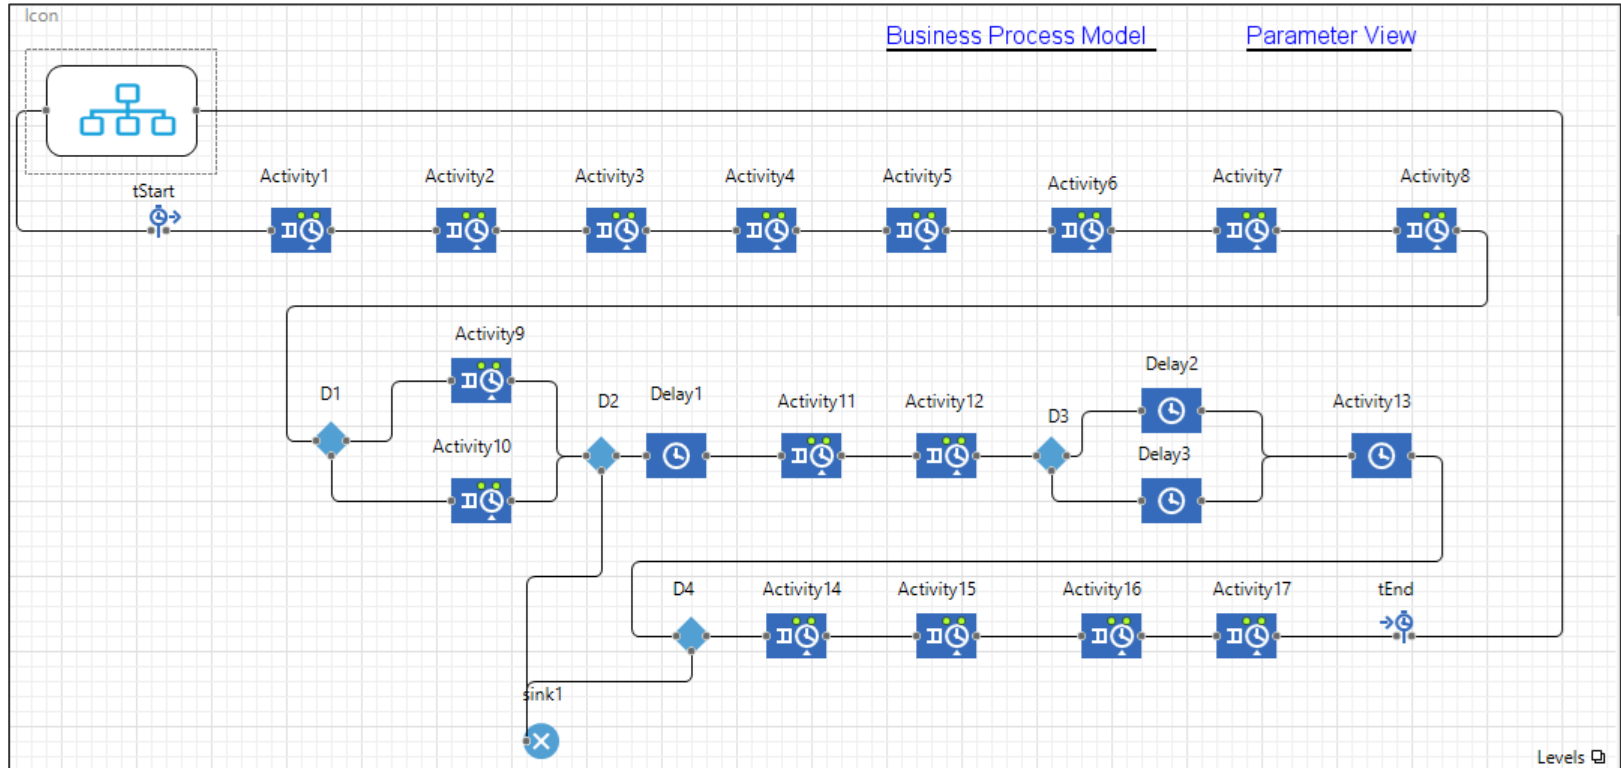 Icon
Business Process Model
Parameter View
tStart
Activity1
Activity2
Activity3
Activity4
Activity5
Activity6
Activity7
Activity8
Activity9
Delay2
D1
D2
Delay1
Activity11
Activity12
D3
Activity13
Activity10
Delay3
D4
Activity14
Activity15
Activity16
Activity17
tEnd
sink1
Levels